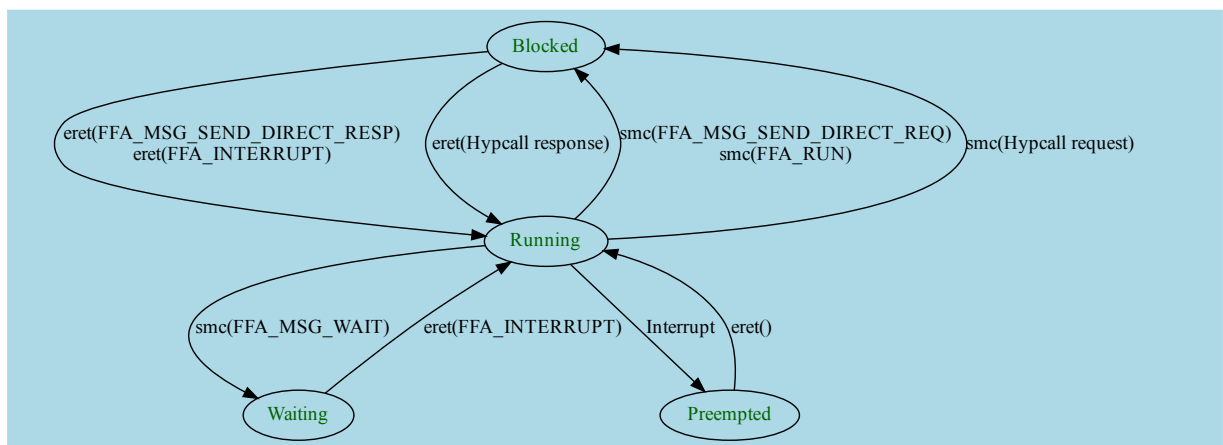 Blocked
eret(FFA_MSG_SEND_DIRECT_RESP)
eret(FFA_INTERRUPT)
eret(Hypcall response)
smc(FFA_MSG_SEND_DIRECT_REQ)
smc(FFA_RUN)
smc(Hypcall request)
Running
smc(FFA_MSG_WAIT)
eret(FFA_INTERRUPT)
Interrupt
eret()
Waiting
Preempted